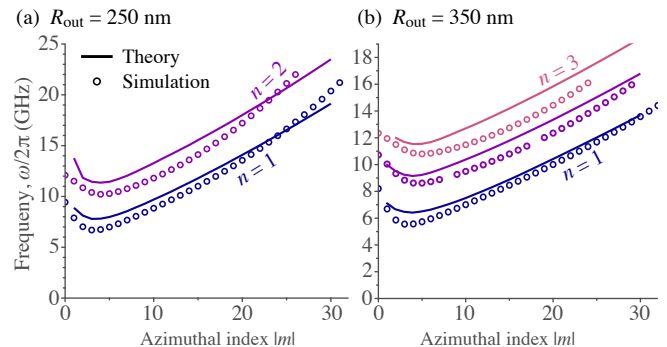 (a) R_out = 250 nm
(b) R_out = 350 nm
Frequeny, ω/2π (GHz)
25
20
15
10
5
0
Theory
Simulation
n = 2
n = 1
0
10
20
30
Azimuthal index |m|
18
16
14
12
10
8
6
4
2
0
n = 3
n = 1
0
10
20
30
Azimuthal index |m|